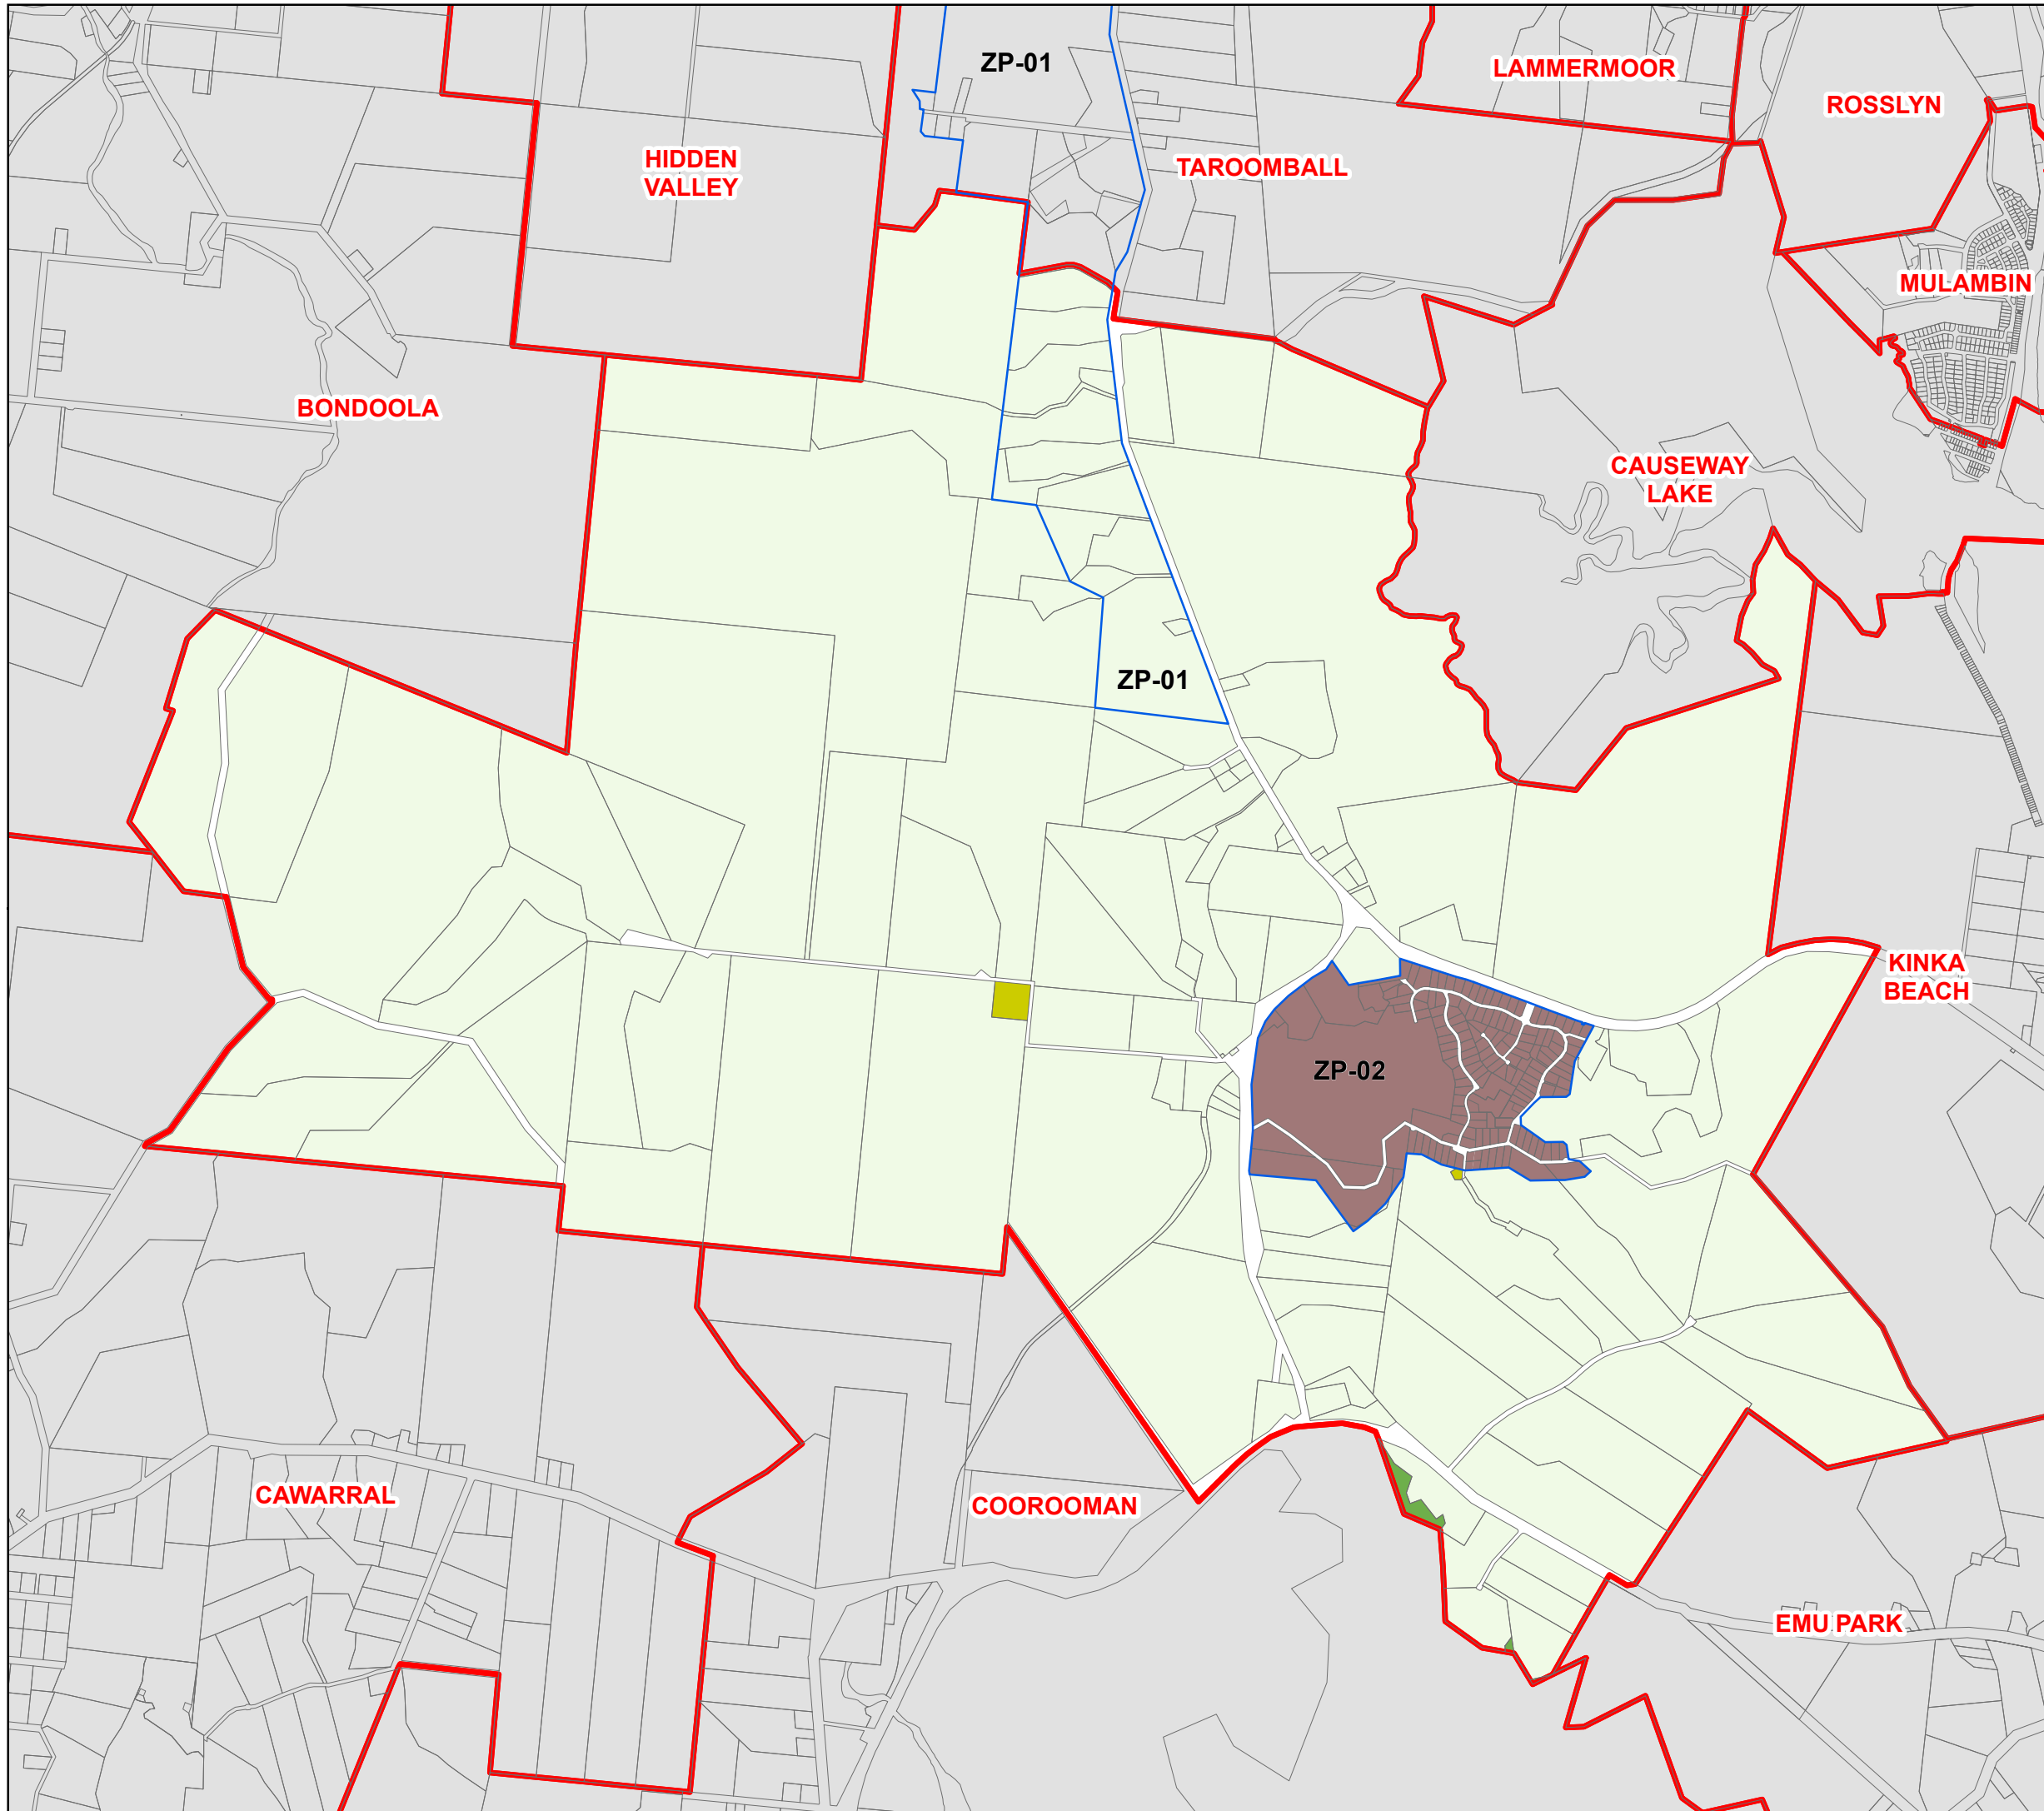 ZP-01
LAMMERMOOR
ROSSLYN
HIDDEN
VALLEY
TAROOMBALL
MULAMBIN
BONDOOLA
CAUSEWAY
LAKE
ZP-01
KINKA
BEACH
ZP-02
CAWARRAL
COOROOMAN
EMU PARK